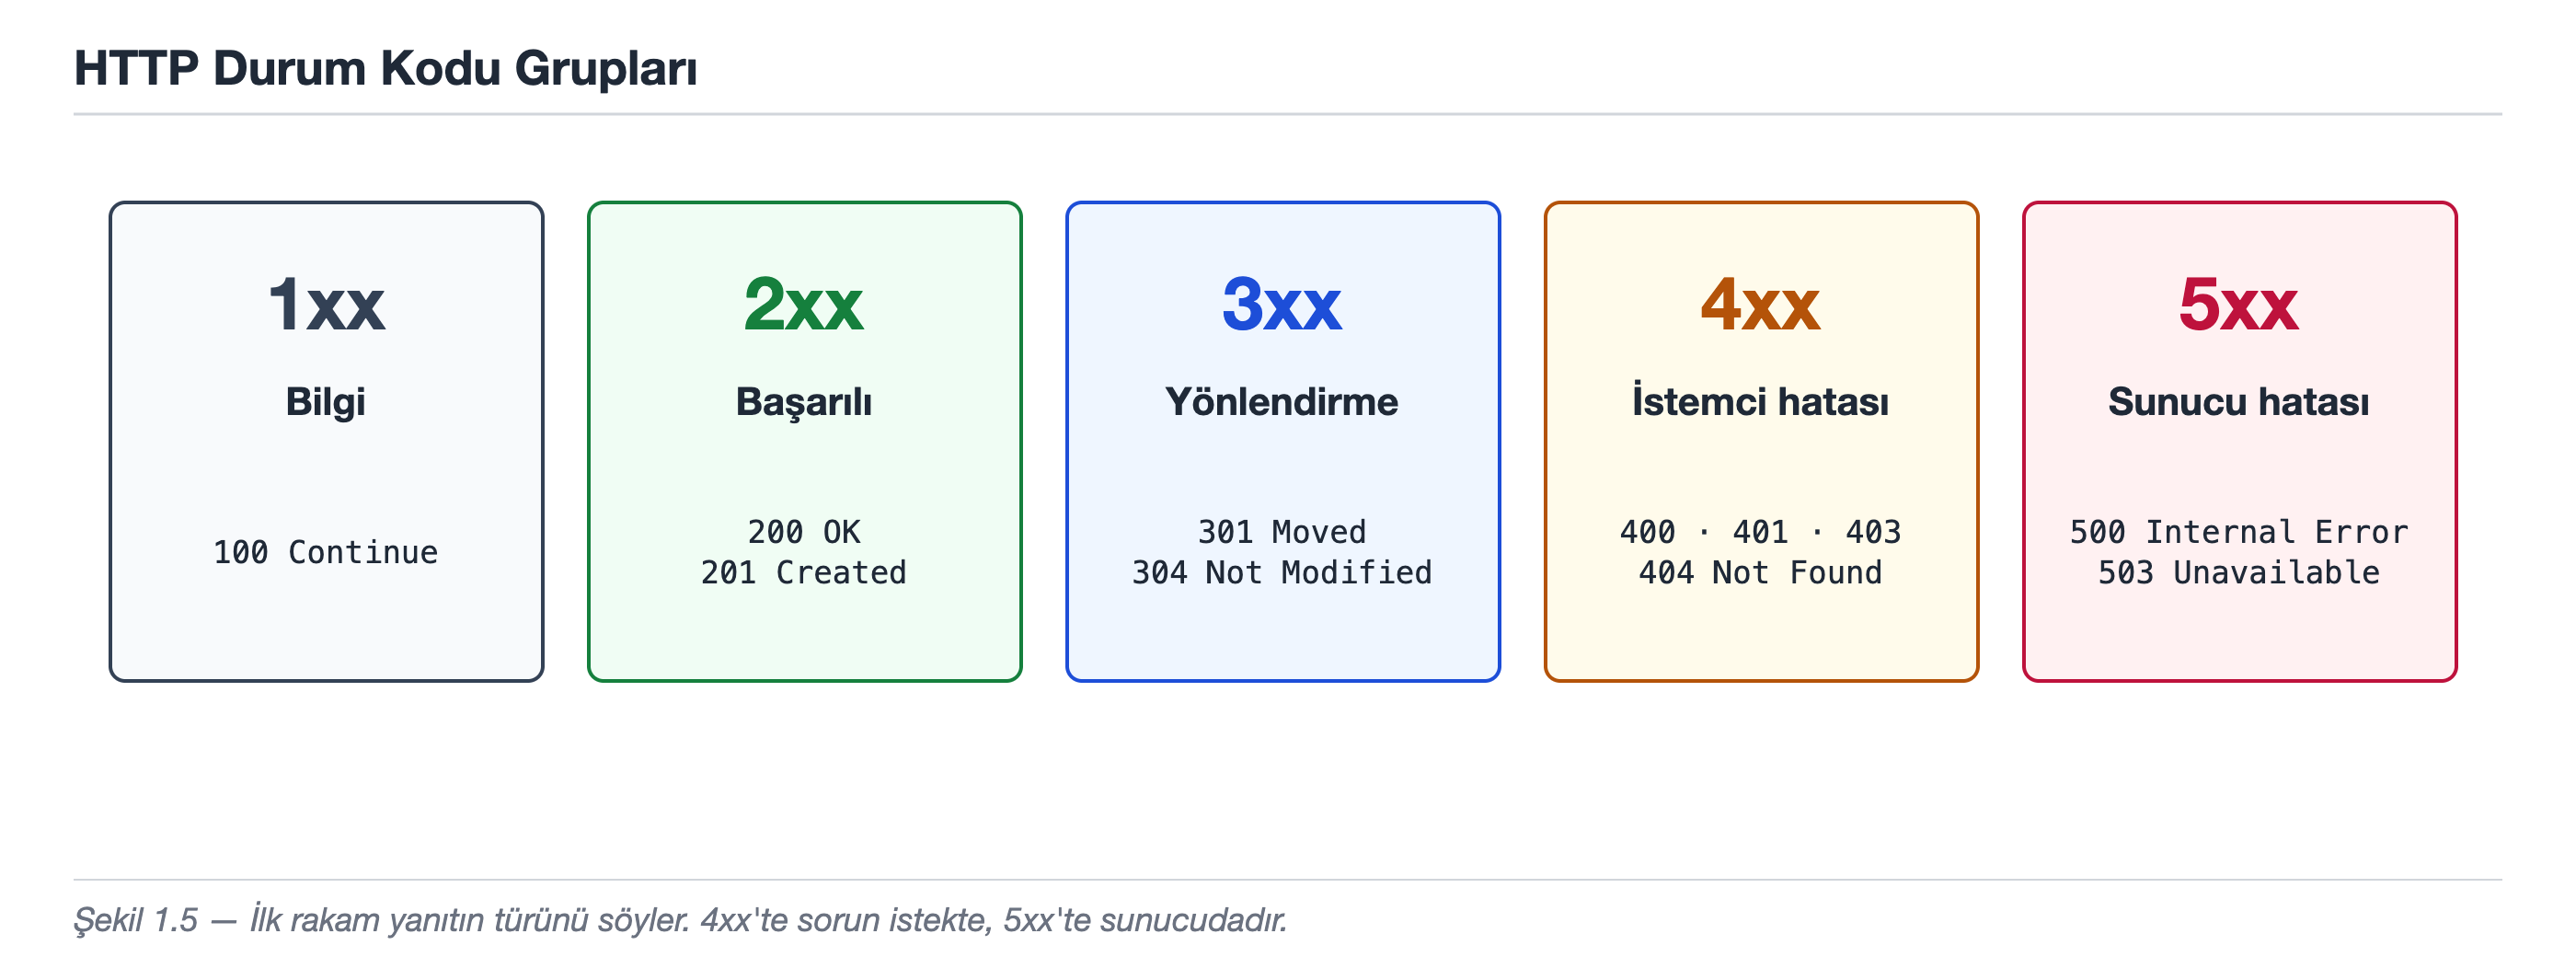 HTTP Durum Kodu Grupları
1xx
Bilgi
100 Continue
2xx
Başarılı
200 OK
201 Created
3xx
Yönlendirme
301 Moved
304 Not Modified
4xx
İstemci hatası
400 · 401 · 403
404 Not Found
5xx
Sunucu hatası
500 Internal Error
503 Unavailable
Şekil 1.5 — İlk rakam yanıtın türünü söyler. 4xx'te sorun istekte, 5xx'te sunucudadır.